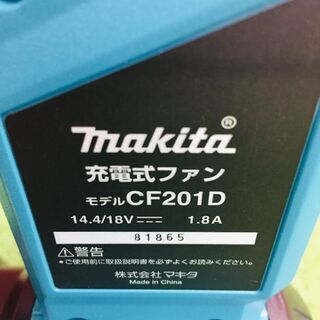 makita®
充電式ファン
モデルCF201D
14.4/18V⎓ 1.8A
81865
⚠警告
・ご使用前に取扱説明書を必ずよくお読みください。
株式会社マキタ
Made in China